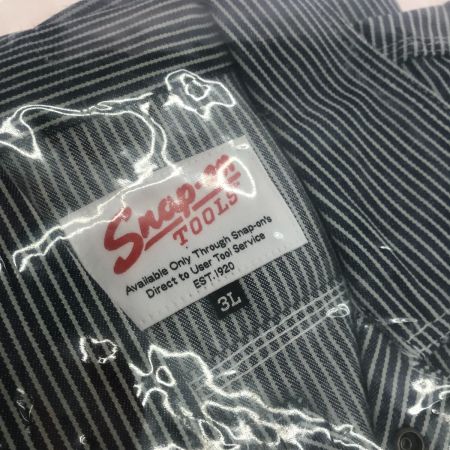 Snap-on
TOOLS
Available Only Through Snap-on's
Direct to User Tool Service
EST.1920
3L